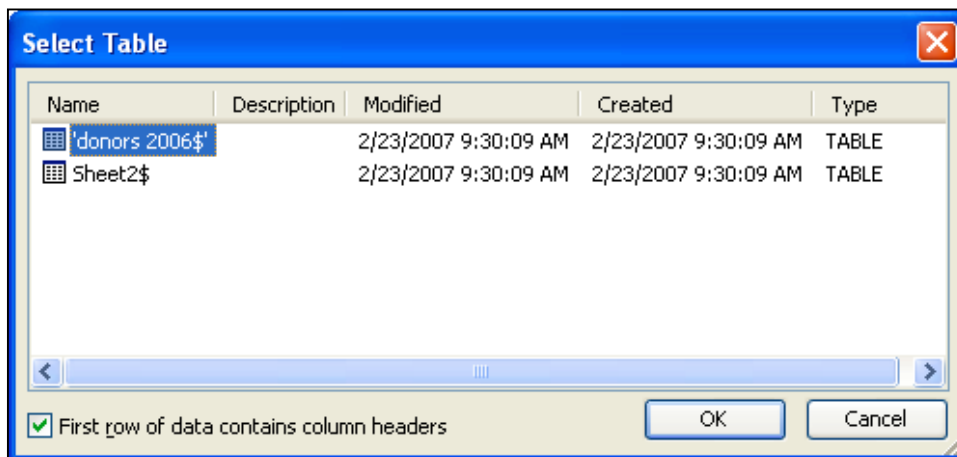 Select Table
Name Description Modified Created Type
'donors 2006$' 2/23/2007 9:30:09 AM 2/23/2007 9:30:09 AM TABLE
Sheet2$ 2/23/2007 9:30:09 AM 2/23/2007 9:30:09 AM TABLE
First row of data contains column headers OK Cancel